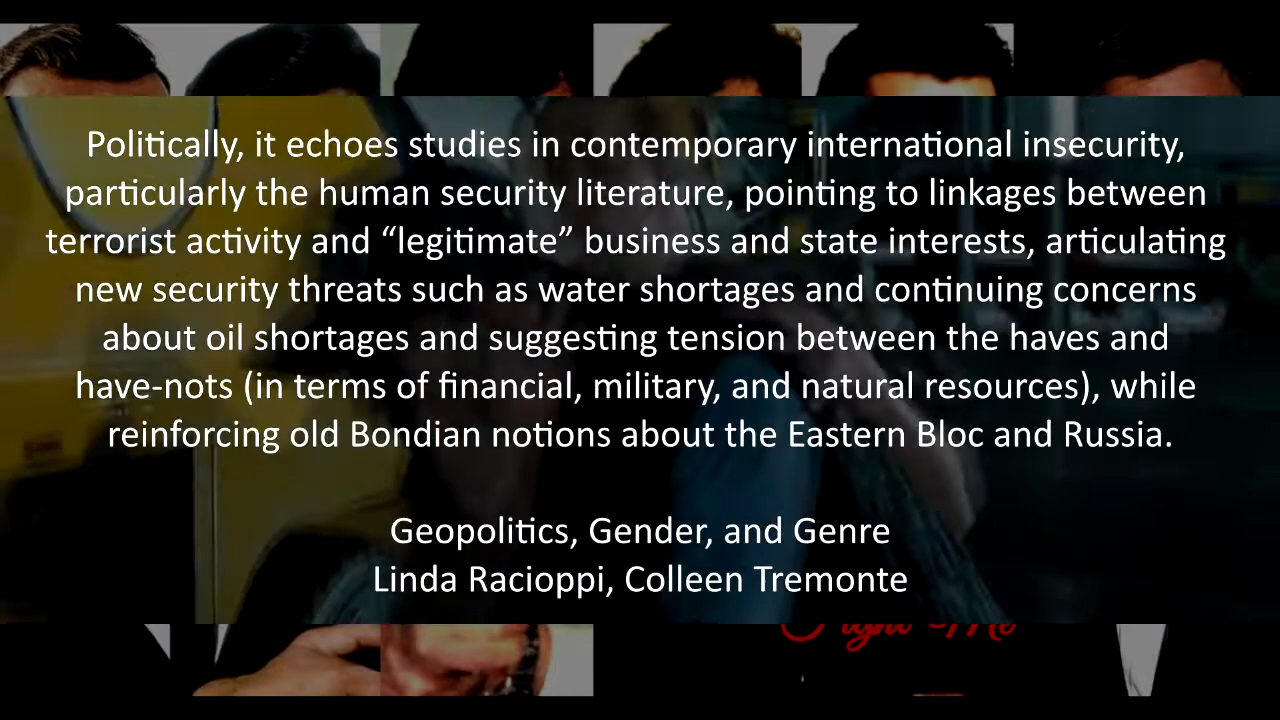 Politically, it echoes studies in contemporary international insecurity,
particularly the human security literature, pointing to linkages between
terrorist activity and “legitimate” business and state interests, articulating
new security threats such as water shortages and continuing concerns
about oil shortages and suggesting tension between the haves and
have-nots (in terms of financial, military, and natural resources), while
reinforcing old Bondian notions about the Eastern Bloc and Russia.
Geopolitics, Gender, and Genre
Linda Racioppi, Colleen Tremonte
Me